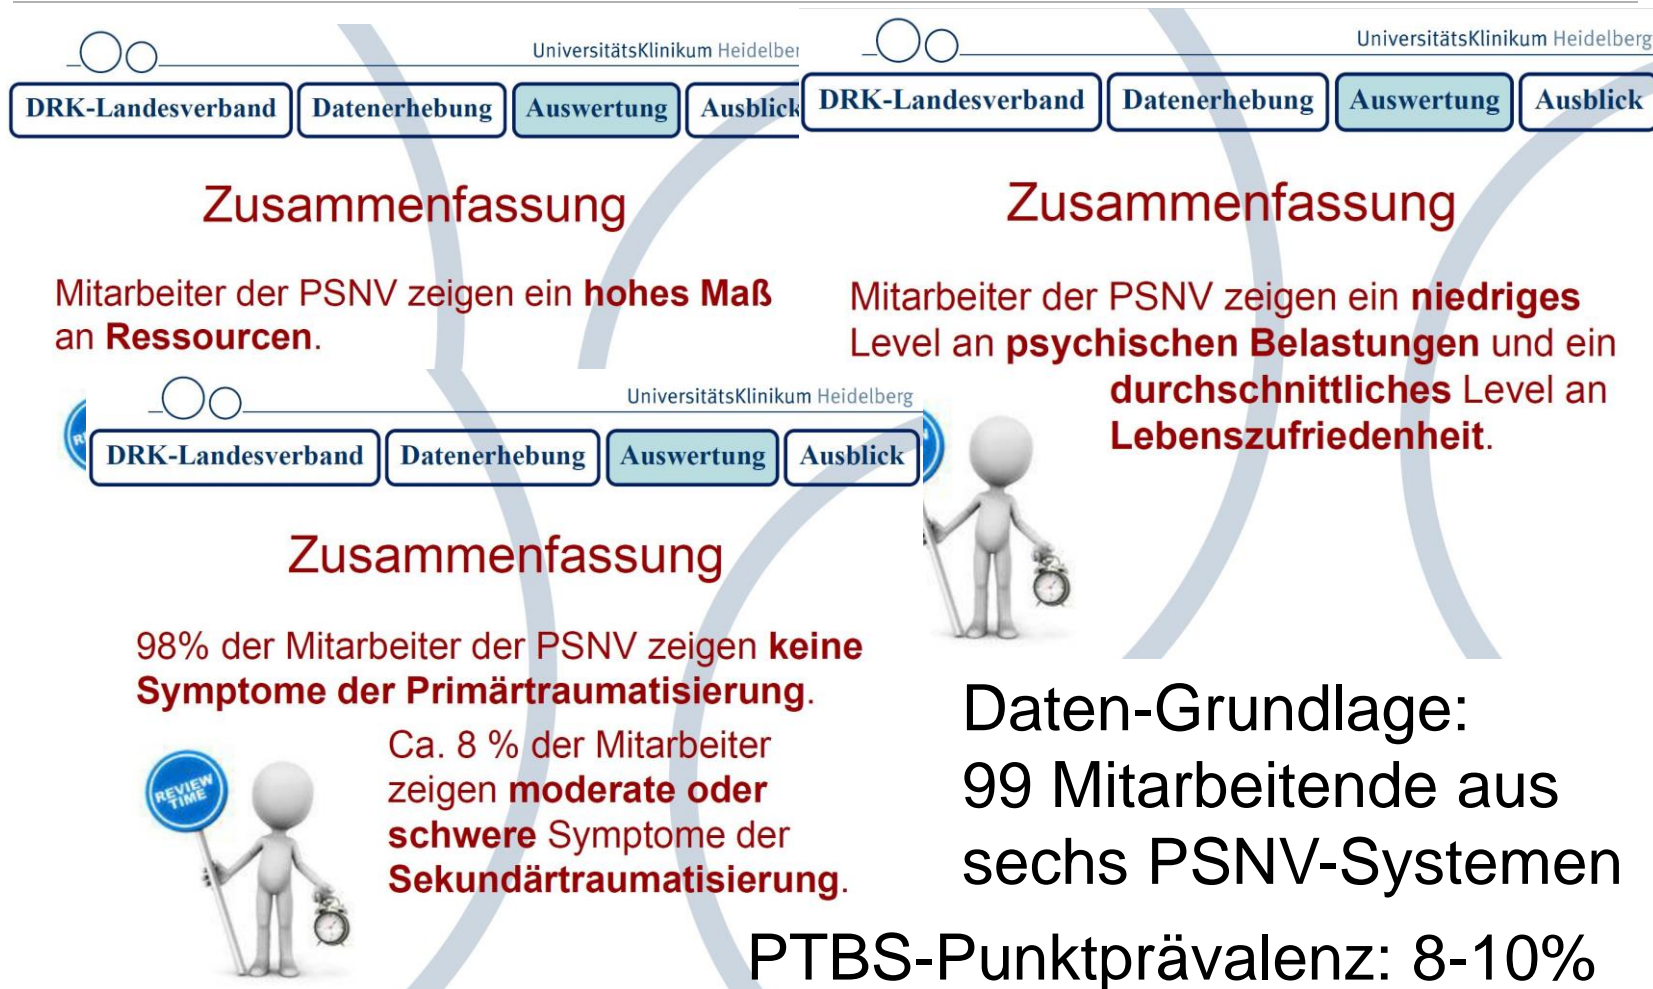 UniversitätsKlinikum Heidelber
DRK-Landesverband Datenerhebung Auswertung Ausblick
Zusammenfassung
Mitarbeiter der PSNV zeigen ein hohes Maß
an Ressourcen.
UniversitätsKlinikum Heidelberg
DRK-Landesverband Datenerhebung Auswertung Ausblick
Zusammenfassung
Mitarbeiter der PSNV zeigen ein niedriges
Level an psychischen Belastungen und ein
durchschnittliches Level an
Lebenszufriedenheit.
UniversitätsKlinikum Heidelberg
DRK-Landesverband Datenerhebung Auswertung Ausblick
Zusammenfassung
98% der Mitarbeiter der PSNV zeigen keine
Symptome der Primärtraumatisierung.
Ca. 8 % der Mitarbeiter
zeigen moderate oder
schwere Symptome der
Sekundärtraumatisierung.
REVIEW
TIME
Daten-Grundlage:
99 Mitarbeitende aus
sechs PSNV-Systemen
PTBS-Punktprävalenz: 8-10%